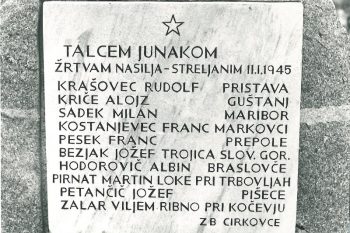 TALCEM JUNAKOM
ŽRTVAM NASILJA-STRELJANIM 11.1.1945
KRAŠOVEC RUDOLF PRISTAVA
KRIČE ALOJZ GUŠTANJ
SADEK MILAN MARIBOR
KOSTANJEVEC FRANC MARKOVCI
PESEK FRANC PREPOLE
BEZJAK JOŽEF TROJICA SLOV. GOR.
HODOROVIČ ALBIN BRASLOVČE
PIRNAT MARTIN LOKE PRI TRBOVLJAH
PETANČIČ JOŽEF PIŠECE
ZALAR VILJEM RIBNO PRI KOČEVJU
ZB CIRKOVCE